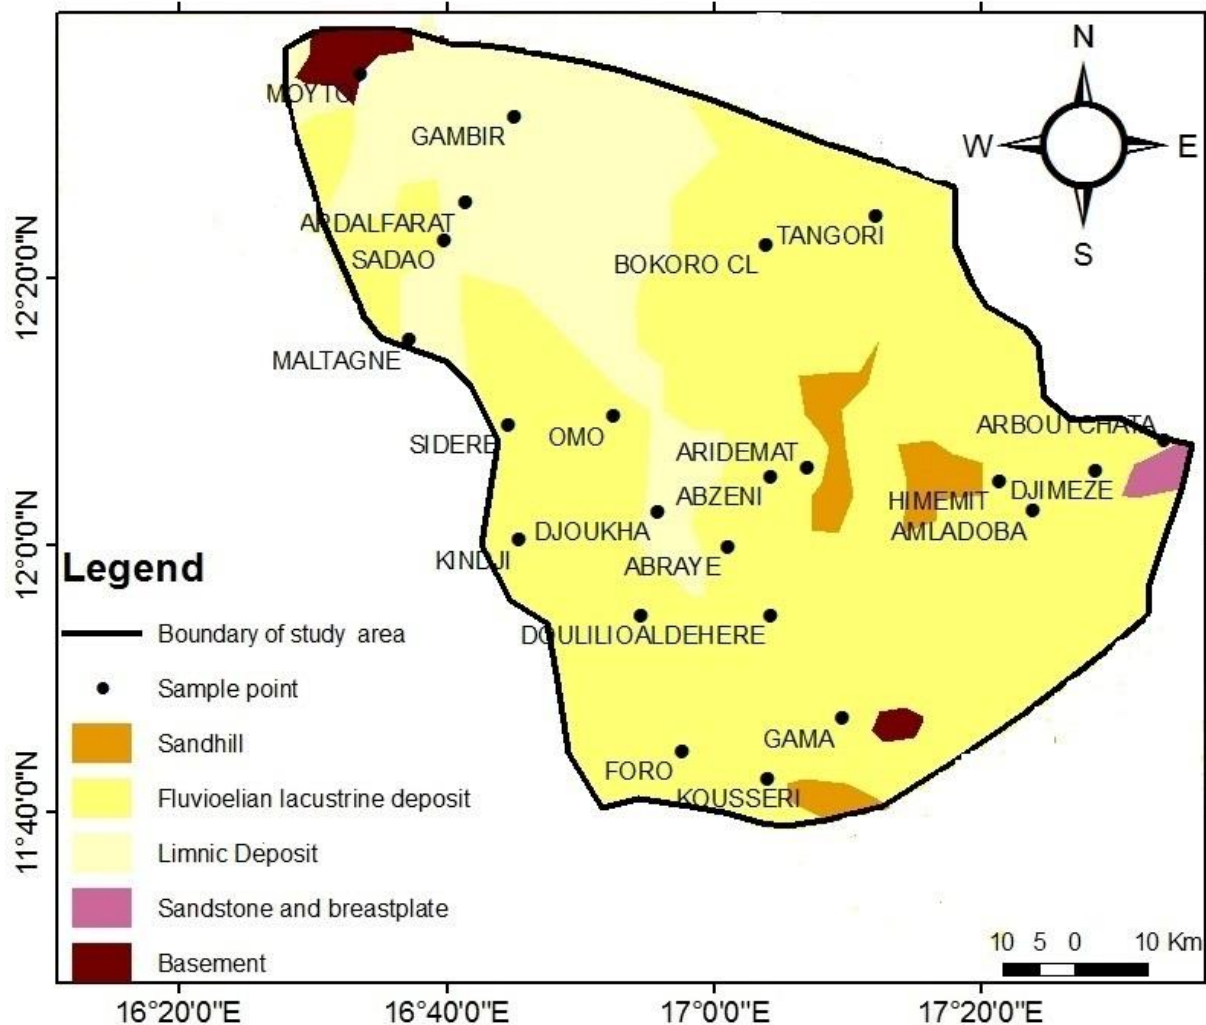 N
W E
S
MOYTO
GAMBIR
ARDALFARAT
SADAO
TANGORI
BOKORO CL
12°20'0"N
MALTAGNE
SIDERE
OMO
ARBOUTCHATA
ARIDEMAT
ABZENI
HIMEMIT
DJIMEZE
AMLADOBA
DJOUKHA
ABRAYE
KINDJI
12°0'0"N
DOULILIOALDEHERE
GAMA
FORO
KOUSSERI
11°40'0"N
Legend
Boundary of study area
Sample point
Sandhill
Fluvioelian lacustrine deposit
Limnic Deposit
Sandstone and breastplate
Basement
10 5 0 10 Km
16°20'0"E 16°40'0"E 17°0'0"E 17°20'0"E